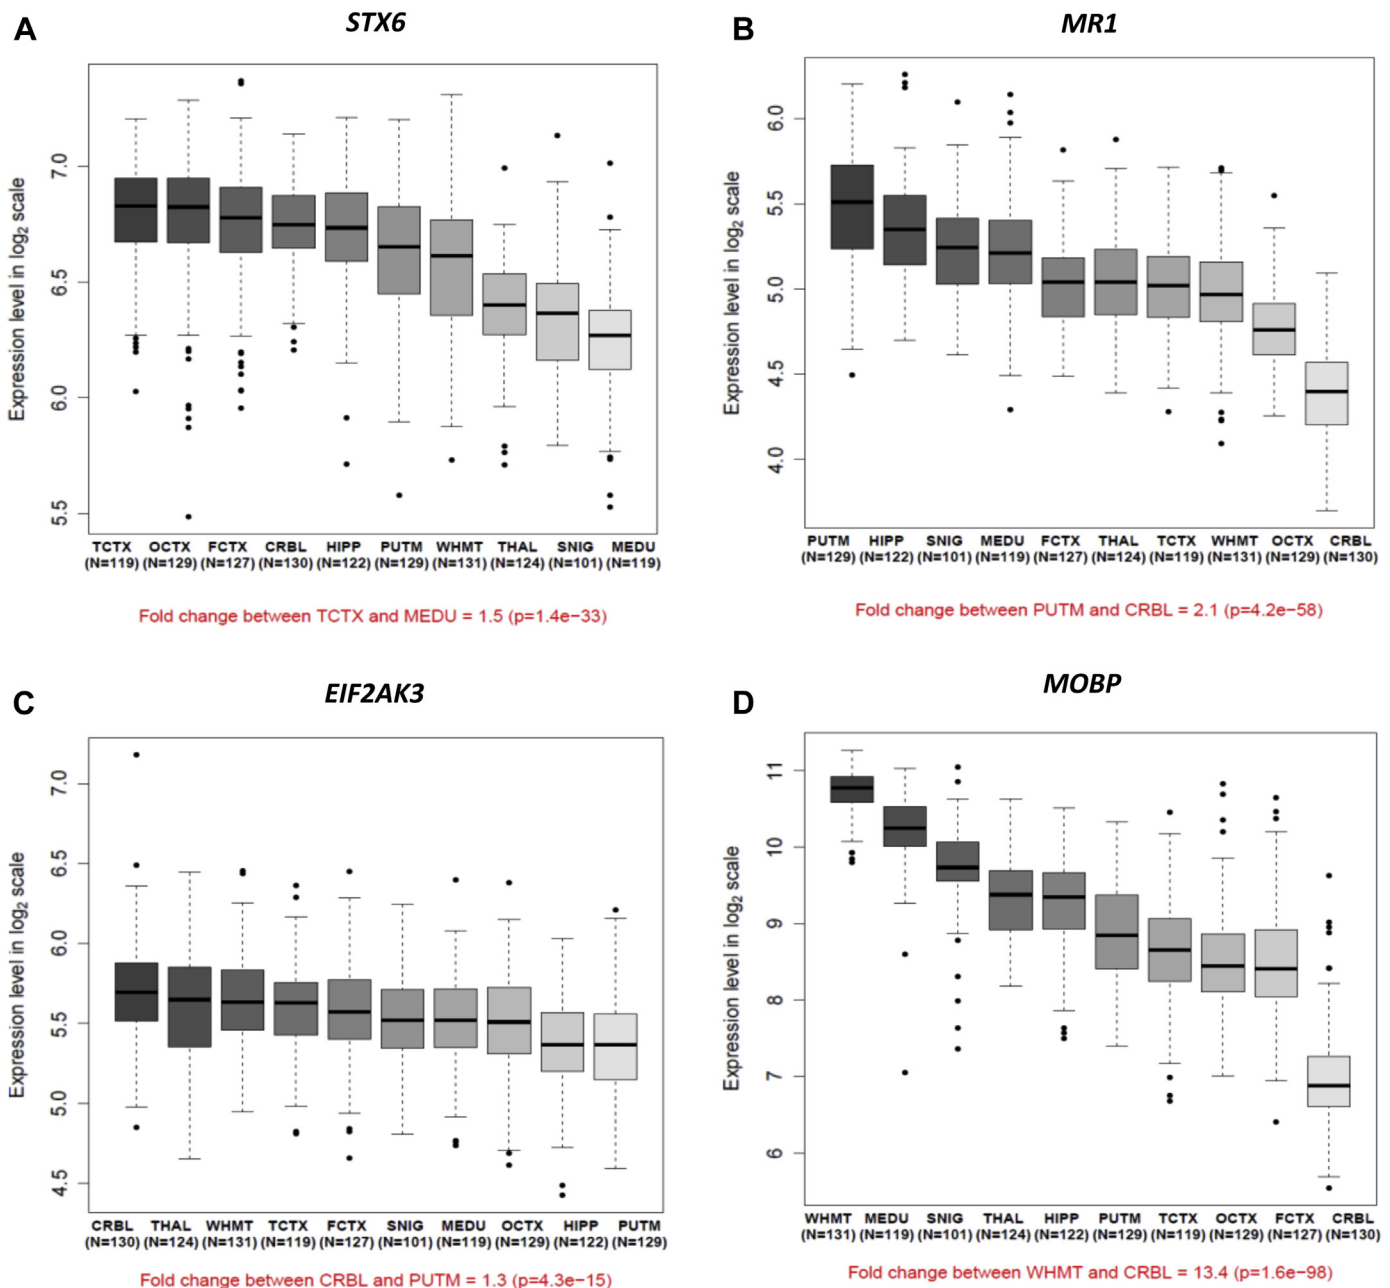 A
STX6
Expression level in log2 scale
7.0
6.5
6.0
5.5
TCTX OCTX FCTX CRBL HIPP PUTM WHMT THAL SNIG MEDU
(N=119) (N=129) (N=127) (N=130) (N=122) (N=129) (N=131) (N=124) (N=101) (N=119)
Fold change between TCTX and MEDU = 1.5 (p=1.4e−33)
B
MR1
Expression level in log2 scale
6.0
5.5
5.0
4.5
4.0
PUTM HIPP SNIG MEDU FCTX THAL TCTX WHMT OCTX CRBL
(N=129) (N=122) (N=101) (N=119) (N=127) (N=124) (N=119) (N=131) (N=129) (N=130)
Fold change between PUTM and CRBL = 2.1 (p=4.2e−58)
C
EIF2AK3
Expression level in log2 scale
7.0
6.5
6.0
5.5
5.0
4.5
CRBL THAL WHMT TCTX FCTX SNIG MEDU OCTX HIPP PUTM
(N=130) (N=124) (N=131) (N=119) (N=127) (N=101) (N=119) (N=129) (N=122) (N=129)
Fold change between CRBL and PUTM = 1.3 (p=4.3e−15)
D
MOBP
Expression level in log2 scale
11
10
9
8
7
6
WHMT MEDU SNIG THAL HIPP PUTM TCTX OCTX FCTX CRBL
(N=131) (N=119) (N=101) (N=124) (N=122) (N=129) (N=119) (N=129) (N=127) (N=130)
Fold change between WHMT and CRBL = 13.4 (p=1.6e−98)